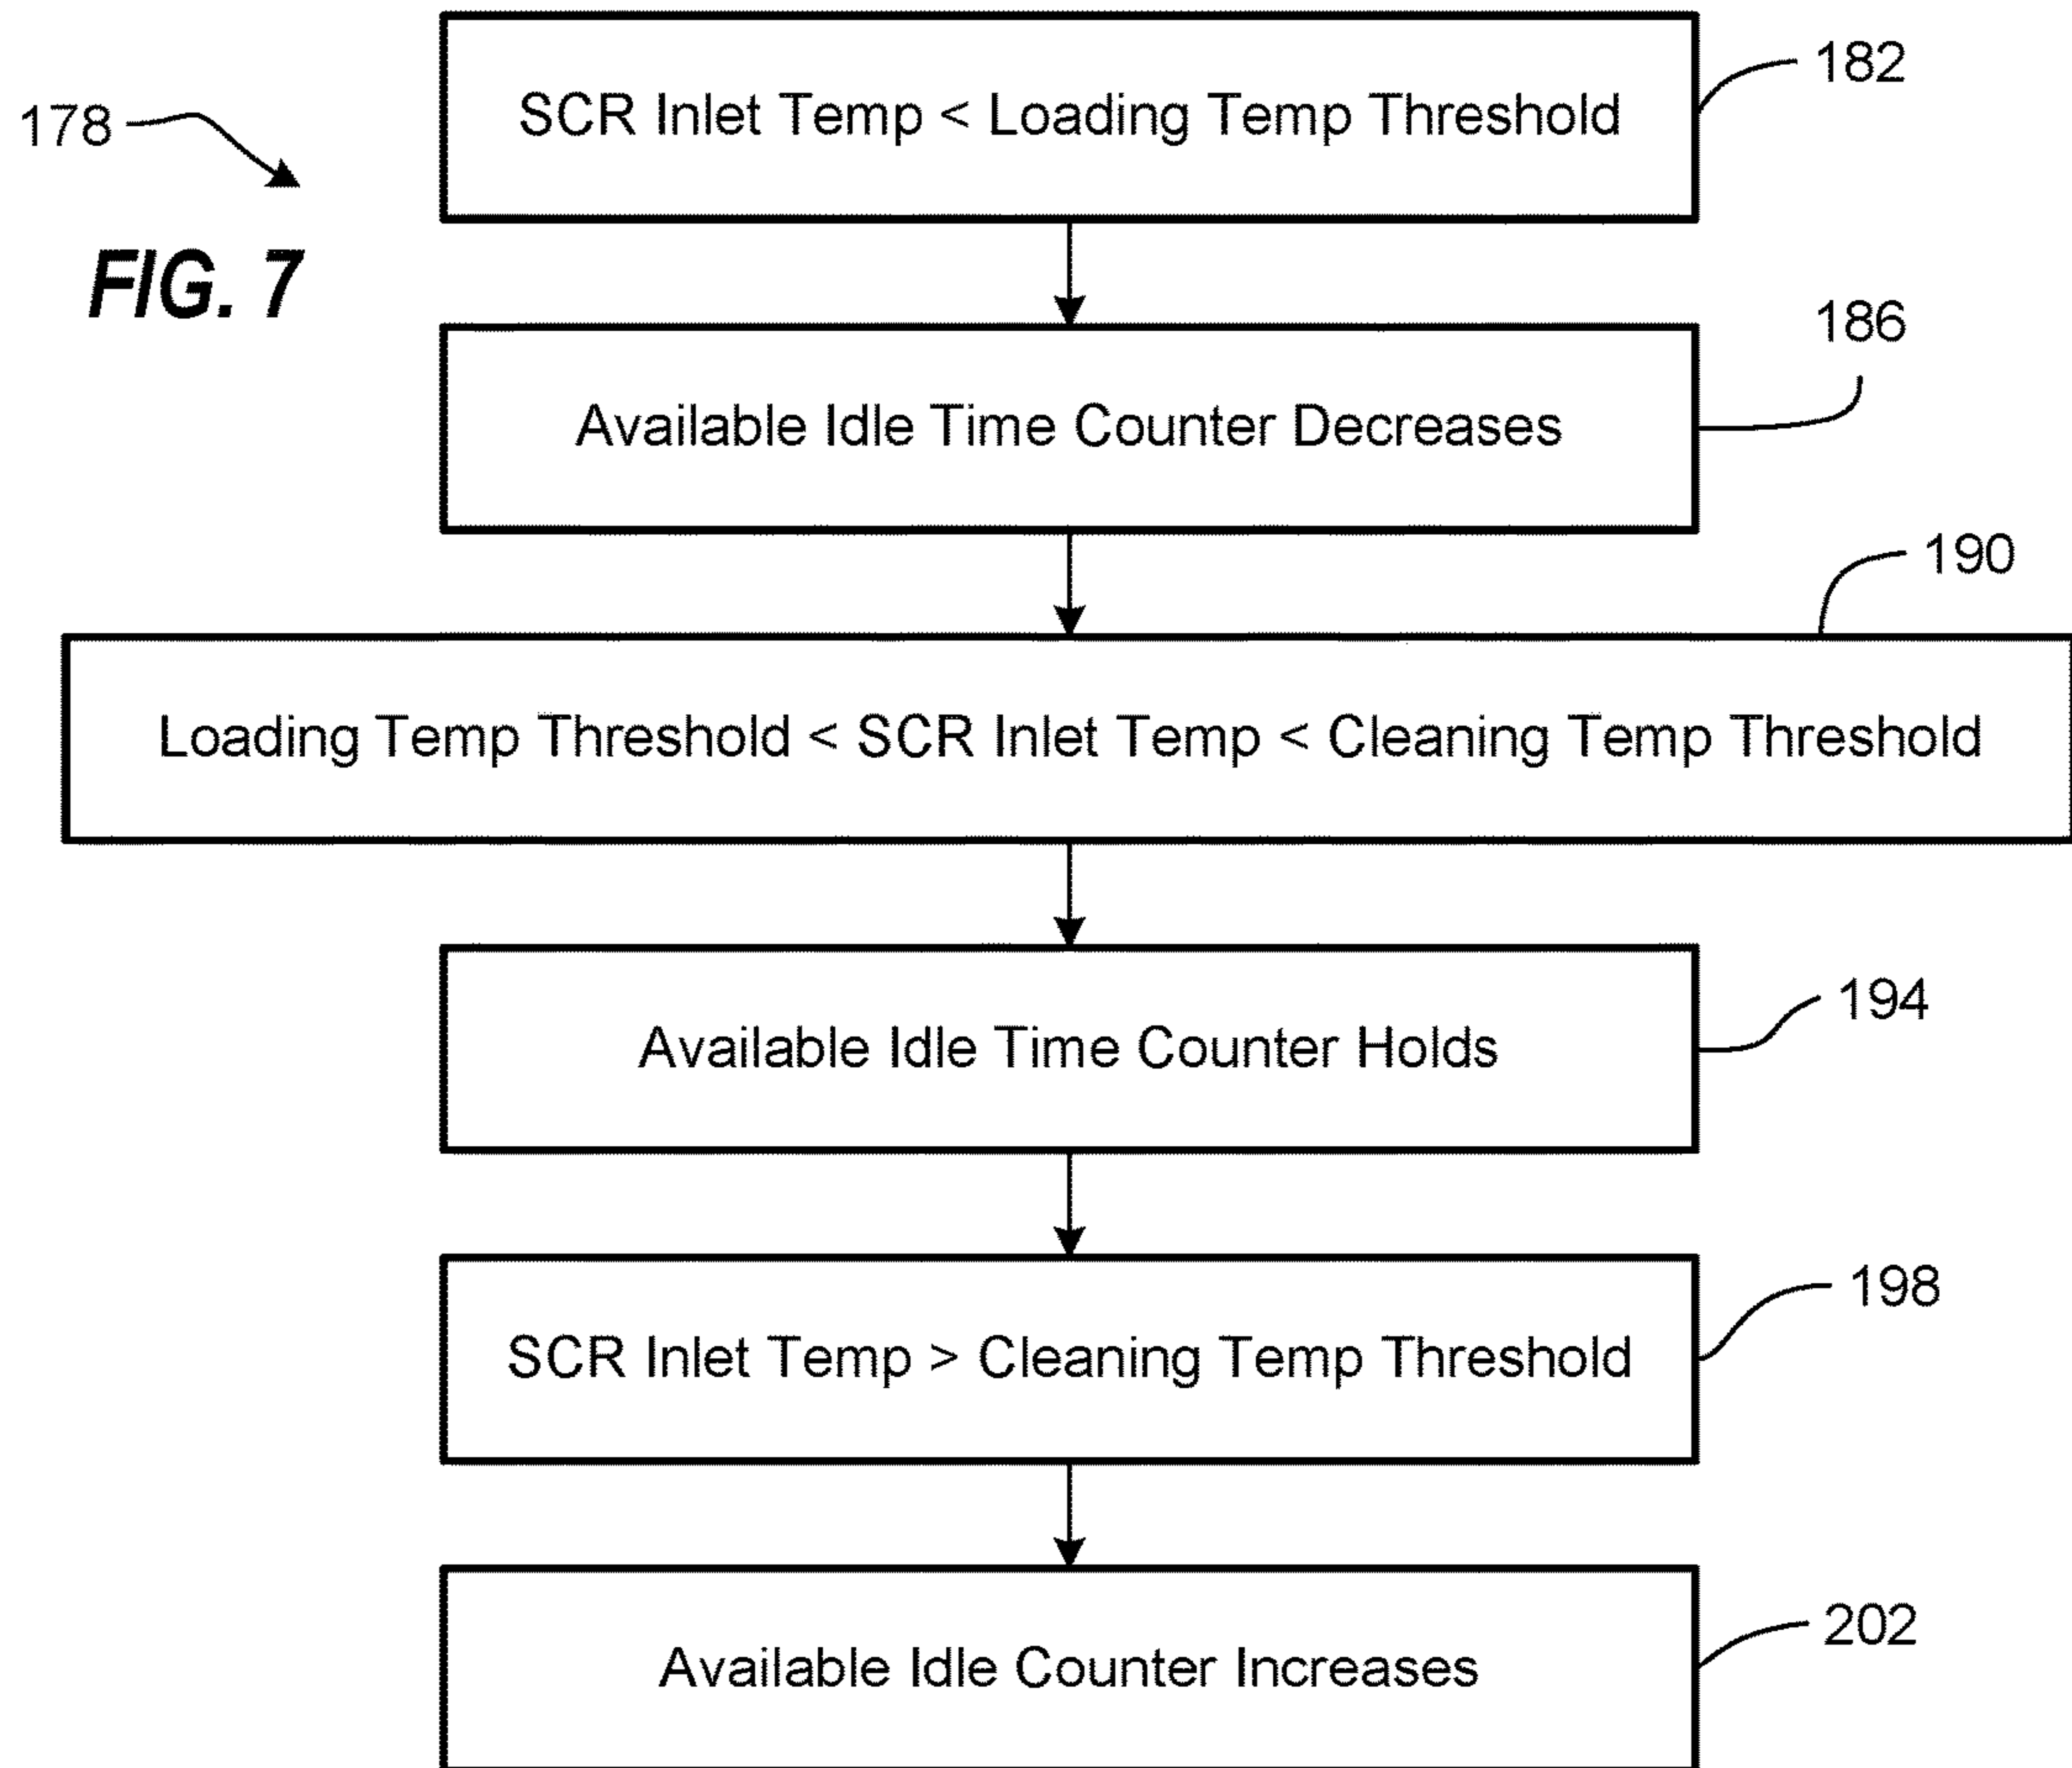 SCR Inlet Temp < Loading Temp Threshold
182
178
FIG. 7
Available Idle Time Counter Decreases
186
190
Loading Temp Threshold < SCR Inlet Temp < Cleaning Temp Threshold
Available Idle Time Counter Holds
194
SCR Inlet Temp > Cleaning Temp Threshold
198
Available Idle Counter Increases
202